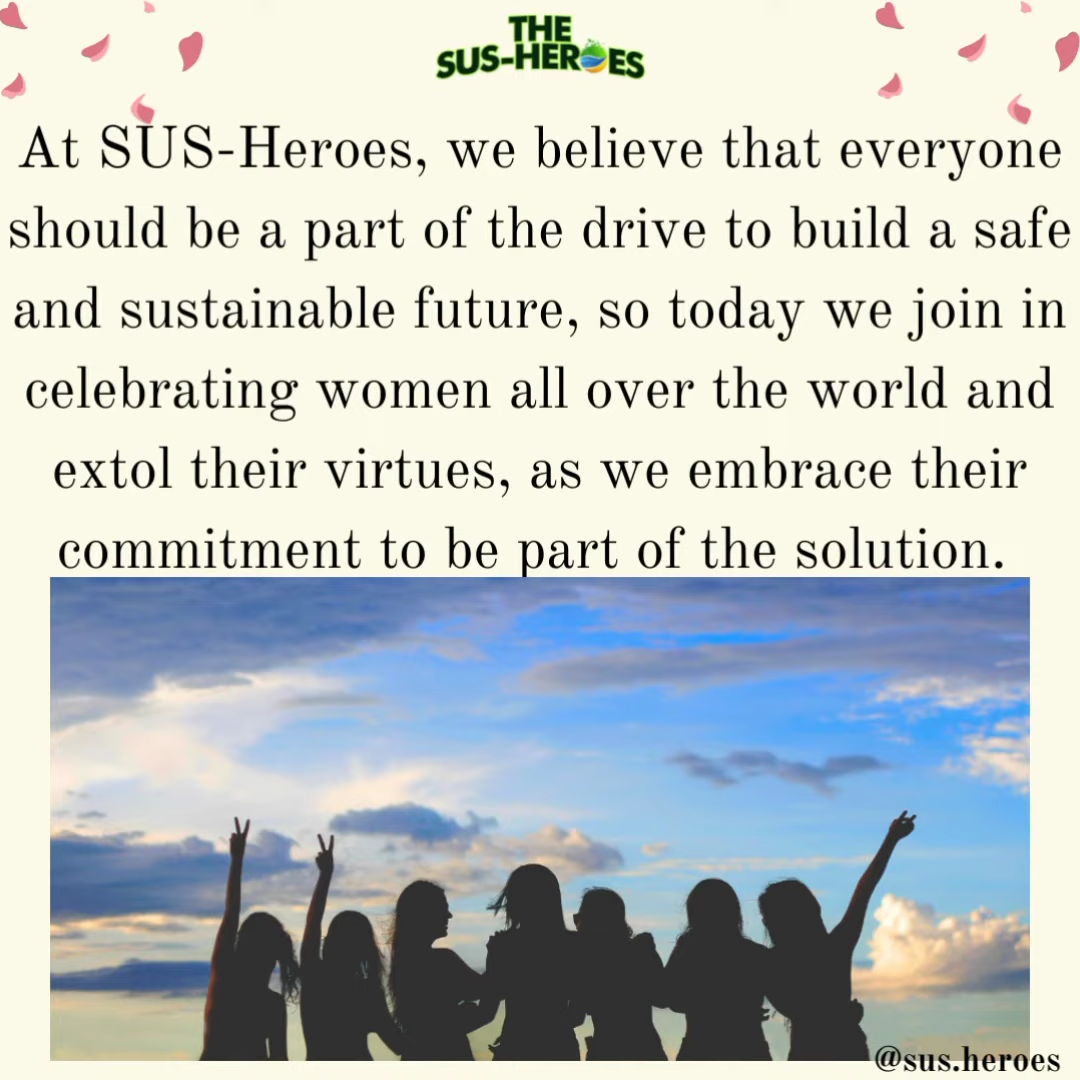 THE
SUS-HEROES
At SUS-Heroes, we believe that everyone
should be a part of the drive to build a safe
and sustainable future, so today we join in
celebrating women all over the world and
extol their virtues, as we embrace their
commitment to be part of the solution.
@sus.heroes